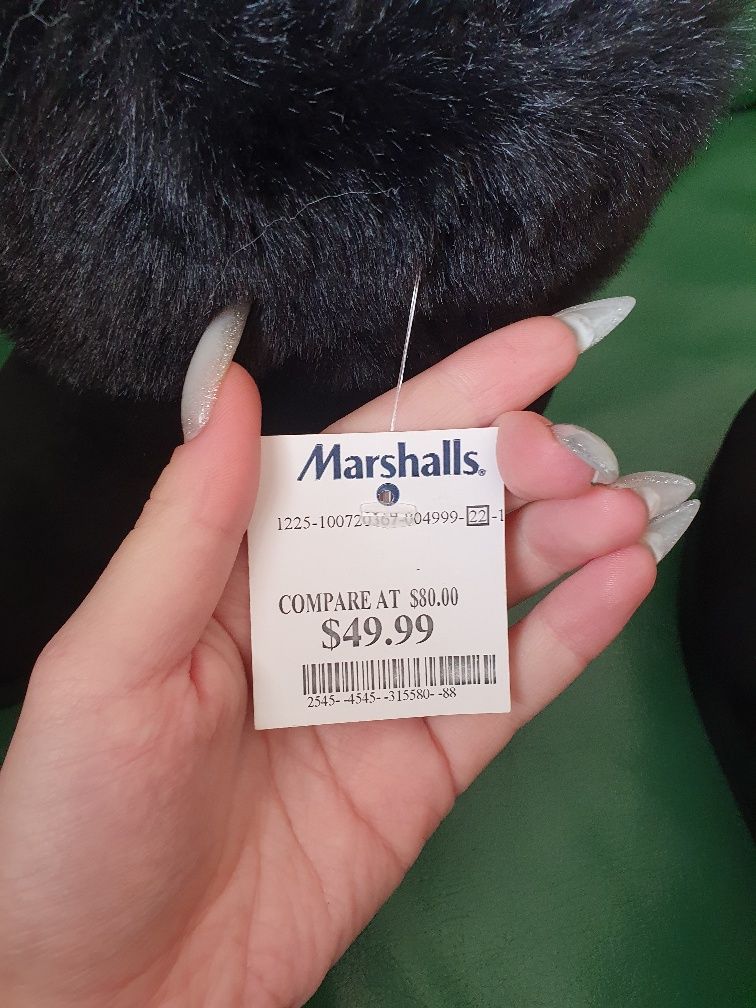 Marshalls.
COMPARE AT $80.00
$49.99
2545- -4545- -315580- -88